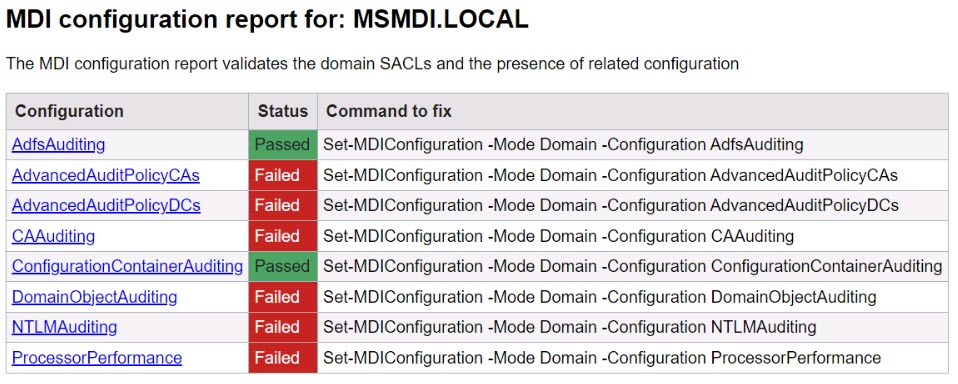 MDI configuration report for: MSMDI.LOCAL
The MDI configuration report validates the domain SACLs and the presence of related configuration
Configuration Status Command to fix
AdfsAuditing Passed Set-MDIConfiguration -Mode Domain -Configuration AdfsAuditing
AdvancedAuditPolicyCAs Failed Set-MDIConfiguration -Mode Domain -Configuration AdvancedAuditPolicyCAs
AdvancedAuditPolicyDCs Failed Set-MDIConfiguration -Mode Domain -Configuration AdvancedAuditPolicyDCs
CAAuditing Failed Set-MDIConfiguration -Mode Domain -Configuration CAAuditing
ConfigurationContainerAuditing Passed Set-MDIConfiguration -Mode Domain -Configuration ConfigurationContainerAuditing
DomainObjectAuditing Failed Set-MDIConfiguration -Mode Domain -Configuration DomainObjectAuditing
NTLMAuditing Failed Set-MDIConfiguration -Mode Domain -Configuration NTLMAuditing
ProcessorPerformance Failed Set-MDIConfiguration -Mode Domain -Configuration ProcessorPerformance